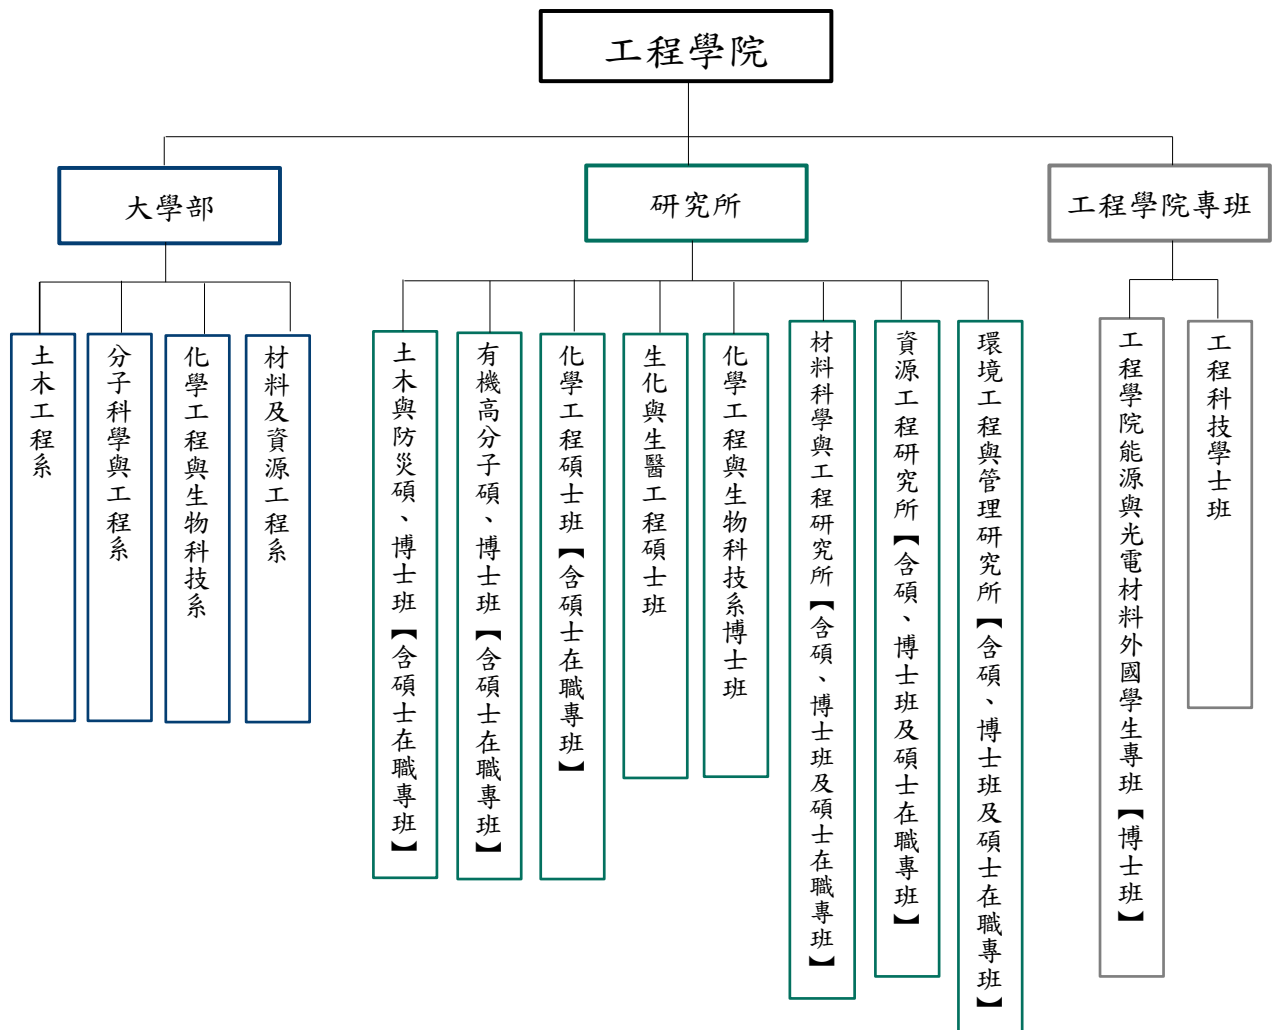 工程學院
大學部
研究所
工程學院專班
土木工程系
分子科學與工程系
化學工程與生物科技系
材料及資源工程系
土木與防災碩、博士班【含碩士在職專班】
有機高分子碩、博士班【含碩士在職專班】
化學工程碩士班【含碩士在職專班】
生化與生醫工程碩士班
化學工程與生物科技系博士班
材料科學與工程研究所【含碩、博士班及碩士在職專班】
資源工程研究所【含碩、博士班及碩士在職專班】
環境工程與管理研究所【含碩、博士班及碩士在職專班】
工程學院能源與光電材料外國學生專班【博士班】
工程科技學士班